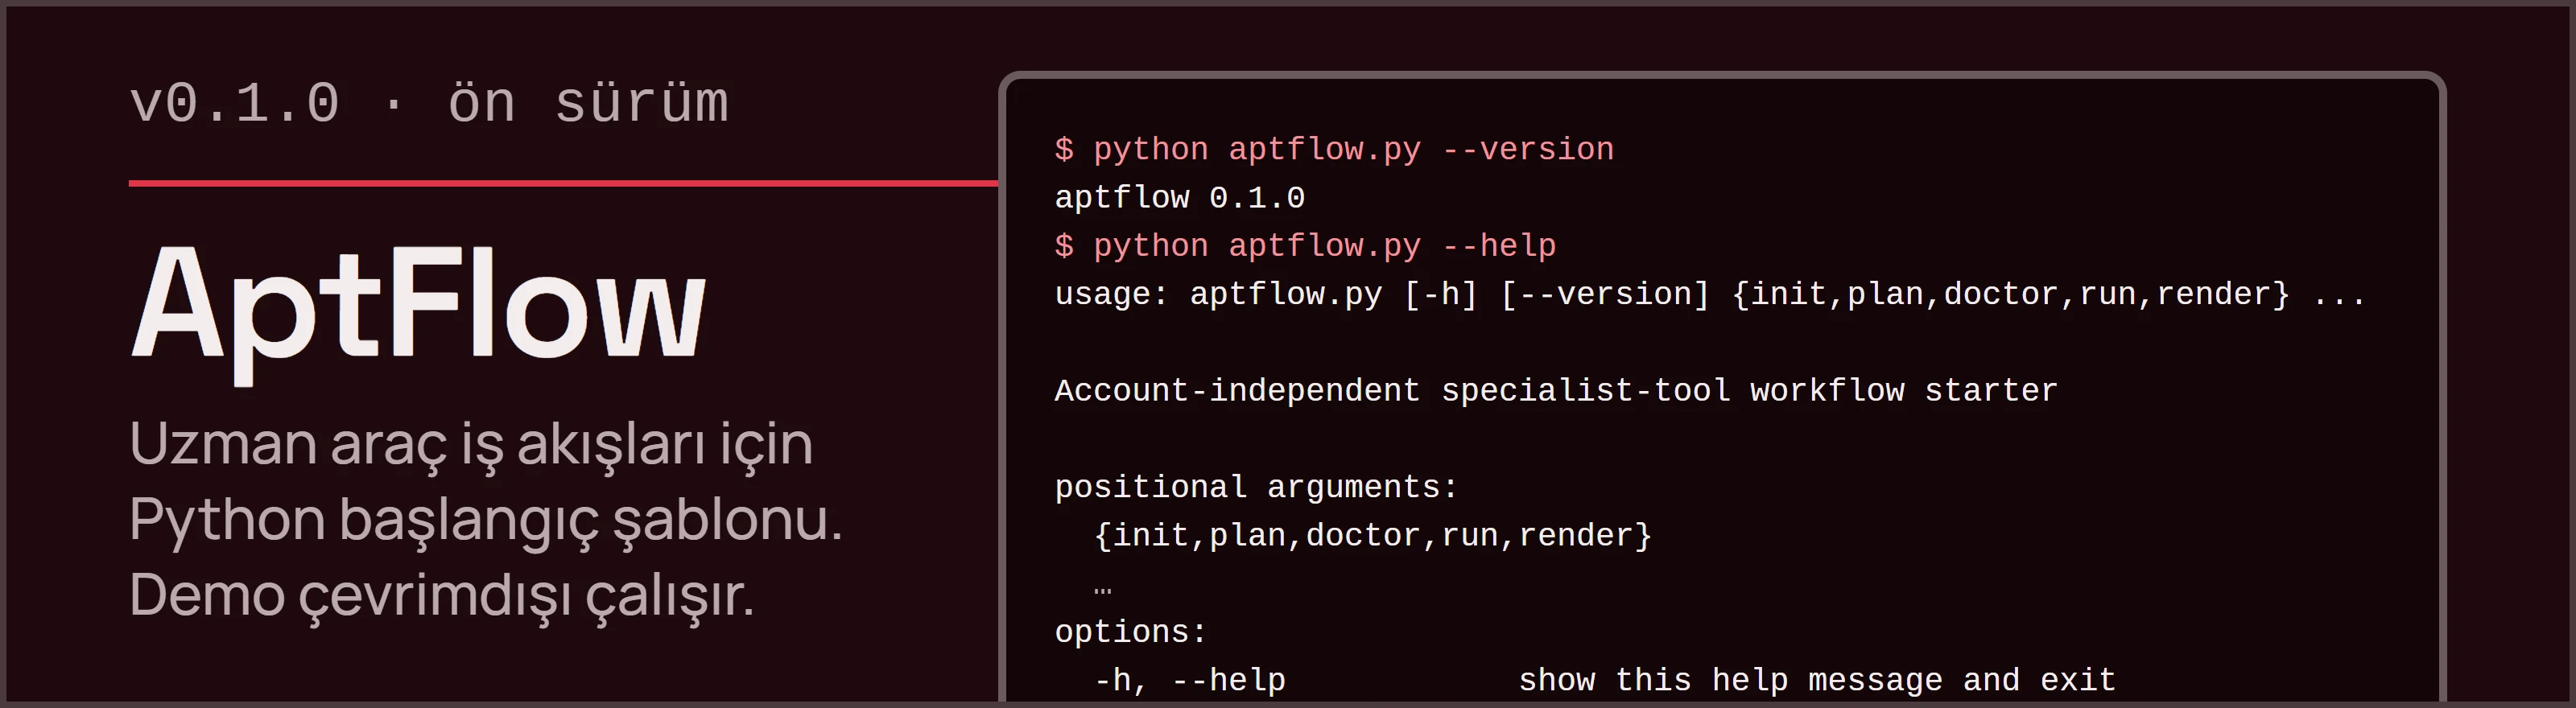 v0.1.0 · ön sürüm
AptFlow
Uzman araç iş akışları için
Python başlangıç şablonu.
Demo çevrimdışı çalışır.
$ python aptflow.py --version
aptflow 0.1.0
$ python aptflow.py --help
usage: aptflow.py [-h] [--version] {init,plan,doctor,run,render} ...
Account-independent specialist-tool workflow starter
positional arguments:
{init,plan,doctor,run,render}
…
options:
-h, --help show this help message and exit